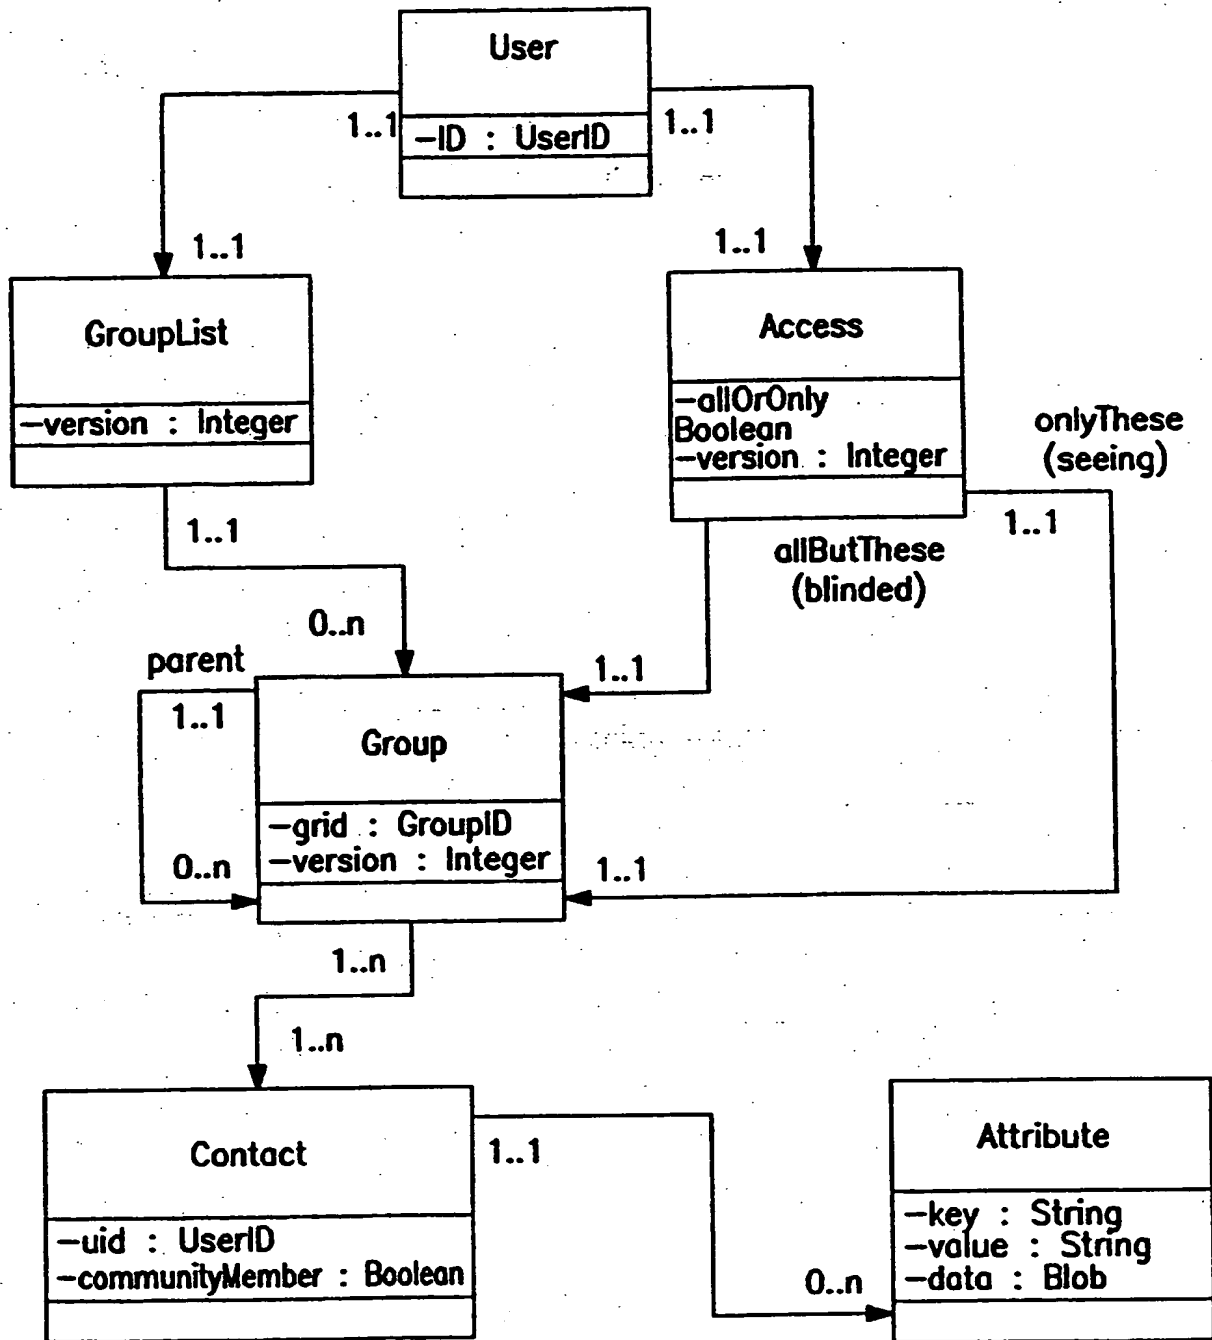 User
1..1
-ID : UserID
1..1
1..1
1..1
GroupList
-version : Integer
Access
-allOrOnly
Boolean
-version : Integer
onlyThese
(seeing)
1..1
1..1
allButThese
(blinded)
0..n
parent
1..1
1..1
Group
-grid : GroupID
-version : Integer
0..n
1..1
1..n
1..n
Contact
-uid : UserID
-communityMember : Boolean
1..1
Attribute
-key : String
-value : String
-data : Blob
0..n